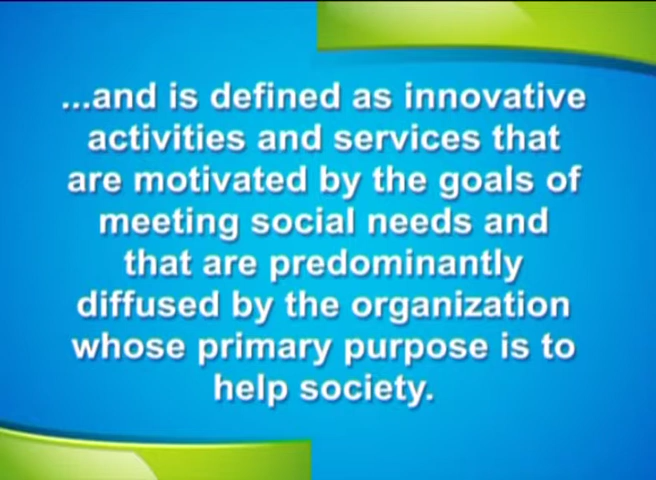 ...and is defined as innovative
activities and services that
are motivated by the goals of
meeting social needs and
that are predominantly
diffused by the organization
whose primary purpose is to
help society.